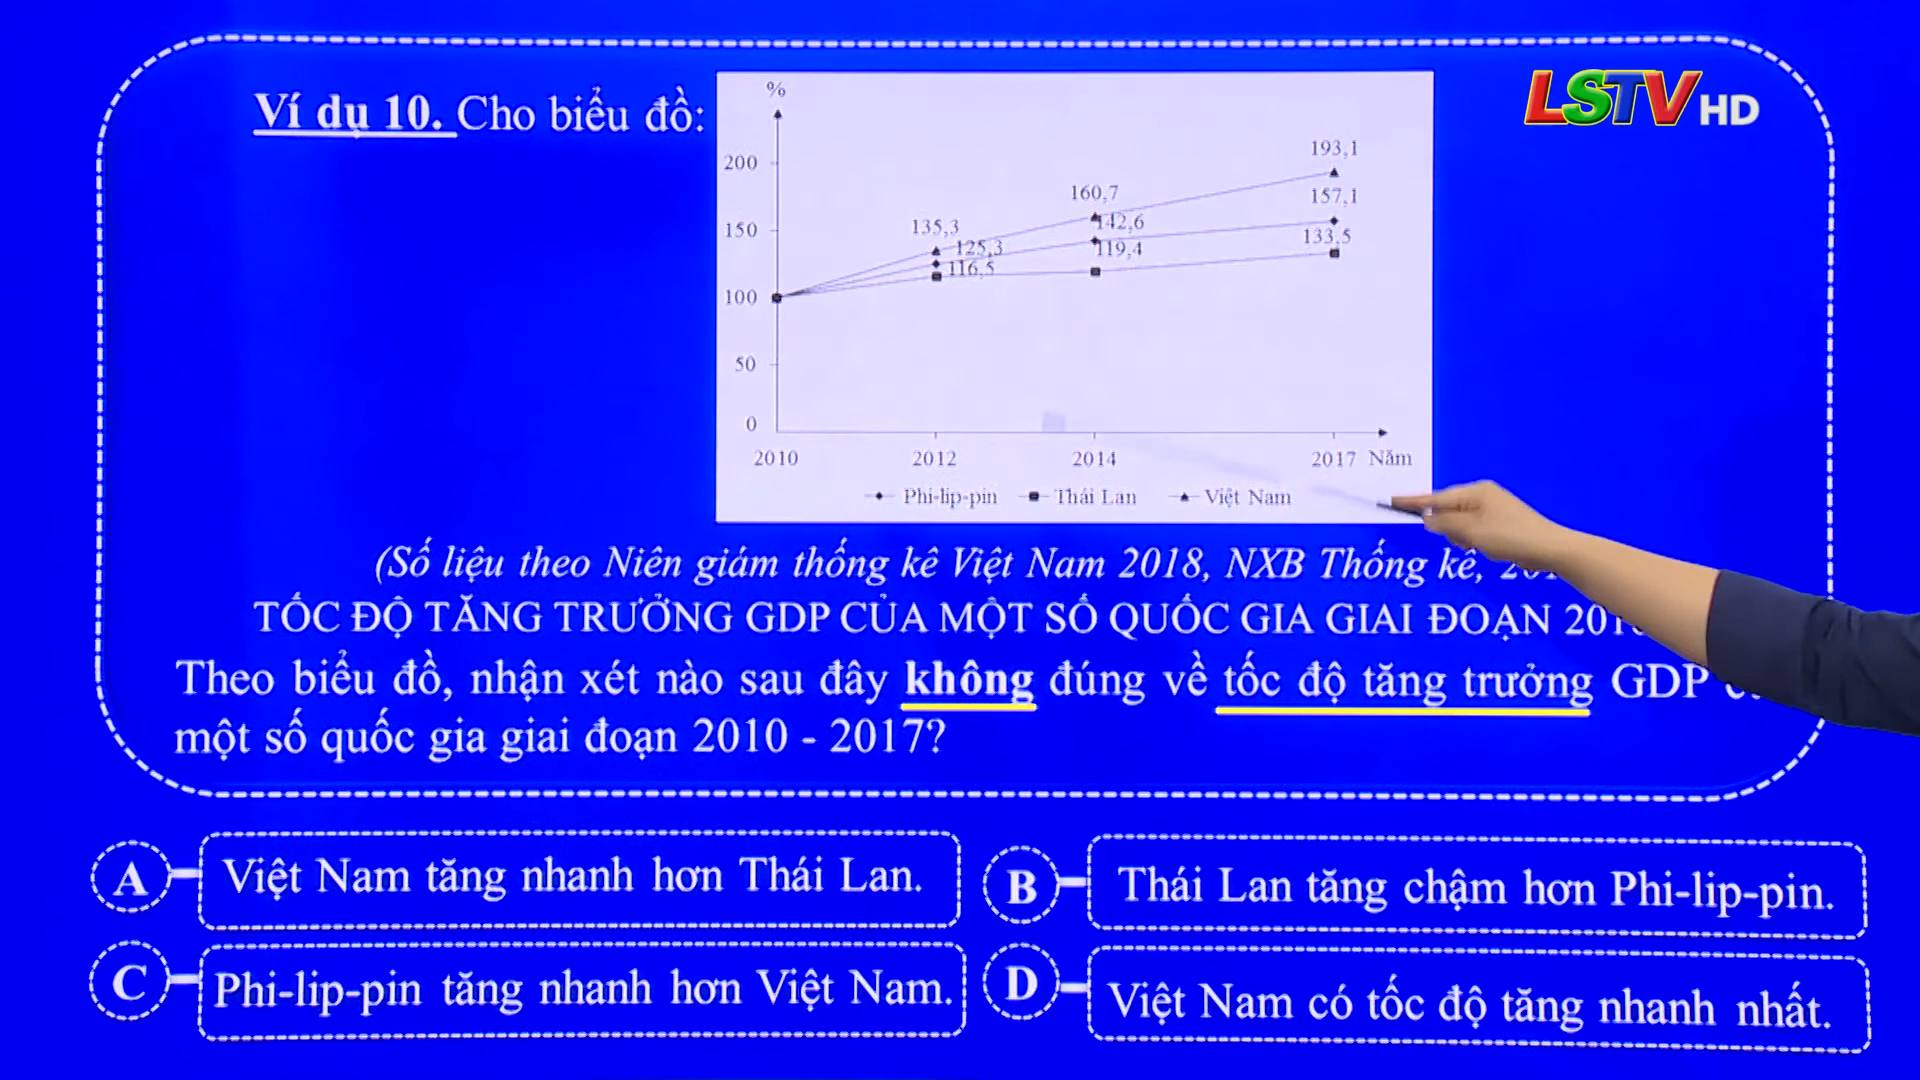 LSTV HD
Ví dụ 10. Cho biểu đồ:
%
200
150
100
50
0
193,1
160,7
157,1
135,3
142,6
125,3
119,4
133,5
116,5
2010 2012 2014 2017 Năm
Phi-lip-pin Thái Lan Việt Nam
(Số liệu theo Niên giám thống kê Việt Nam 2018, NXB Thống kê,
TỐC ĐỘ TĂNG TRƯỞNG GDP CỦA MỘT SỐ QUỐC GIA GIAI ĐOẠN
Theo biểu đồ, nhận xét nào sau đây không đúng về tốc độ tăng trưởng GDP
một số quốc gia giai đoạn 2010 - 2017?
A Việt Nam tăng nhanh hơn Thái Lan.
B Thái Lan tăng chậm hơn Phi-lip-pin.
C Phi-lip-pin tăng nhanh hơn Việt Nam.
D Việt Nam có tốc độ tăng nhanh nhất.